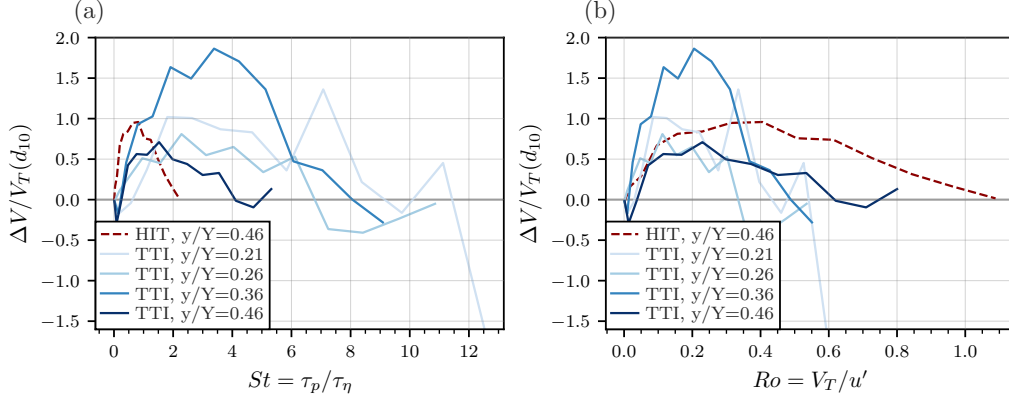 (a)
ΔV/V_T(d_{10})
2.0
1.5
1.0
0.5
0.0
−0.5
−1.0
−1.5
HIT, y/Y=0.46
TTI, y/Y=0.21
TTI, y/Y=0.26
TTI, y/Y=0.36
TTI, y/Y=0.46
0 2 4 6 8 10 12
St = τ_p/τ_η
(b)
ΔV/V_T(d_{10})
2.0
1.5
1.0
0.5
0.0
−0.5
−1.0
−1.5
HIT, y/Y=0.46
TTI, y/Y=0.21
TTI, y/Y=0.26
TTI, y/Y=0.36
TTI, y/Y=0.46
0.0 0.2 0.4 0.6 0.8 1.0
Ro = V_T/u′